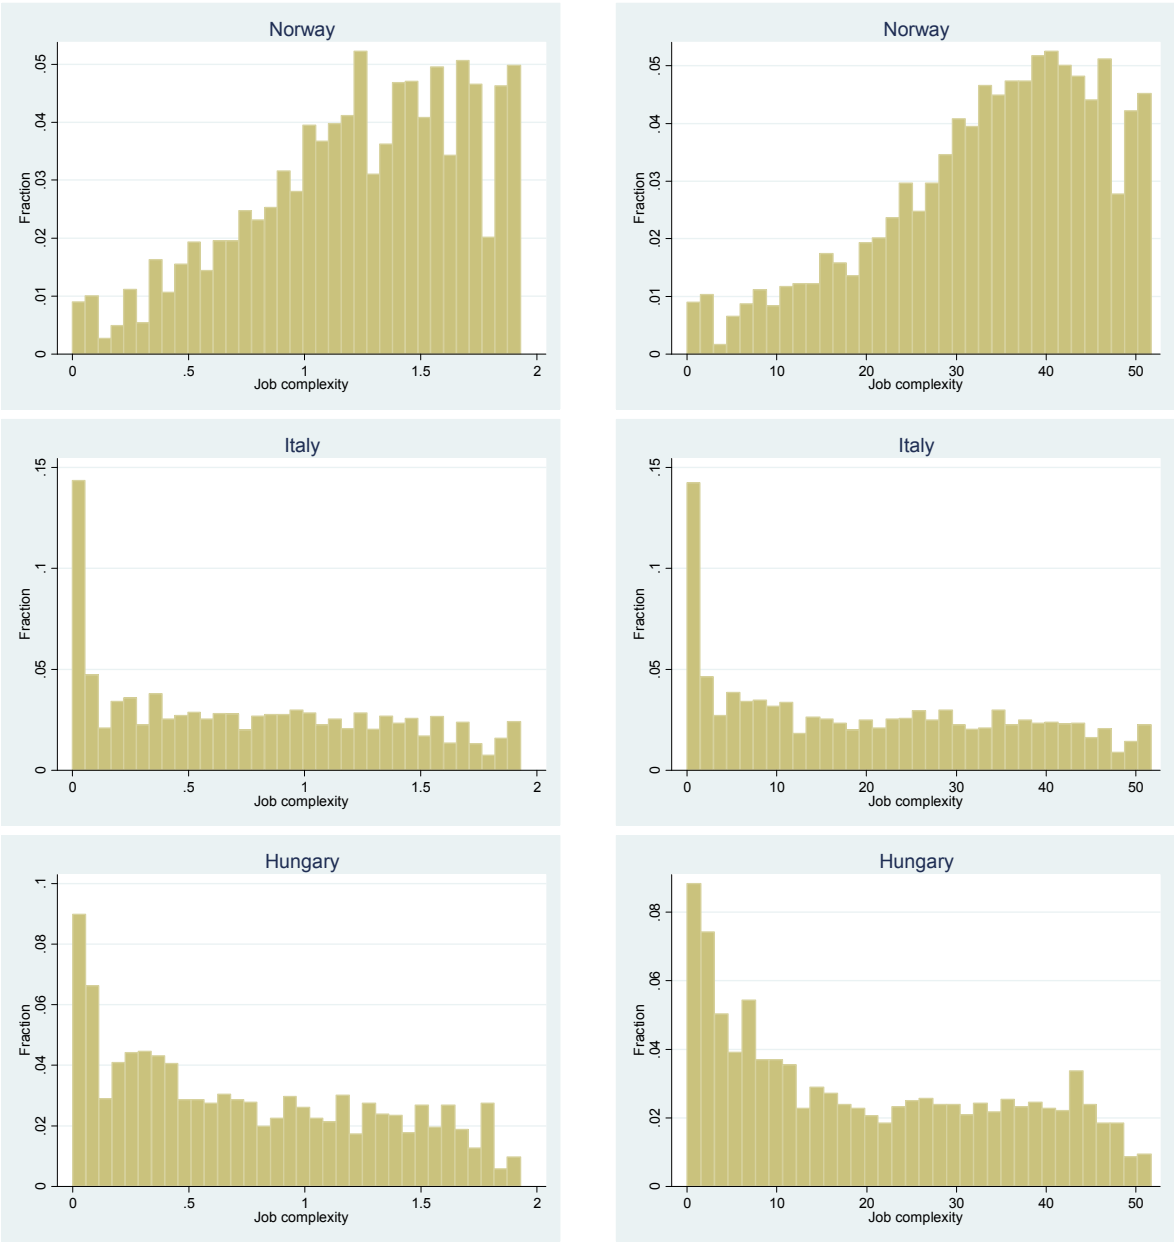 Norway
Fraction
0 .01 .02 .03 .04 .05
0 .5 1 1.5 2
Job complexity
Norway
Fraction
0 .01 .02 .03 .04 .05
0 10 20 30 40 50
Job complexity
Italy
Fraction
0 .05 .1 .15
0 .5 1 1.5 2
Job complexity
Italy
Fraction
0 .05 .1 .15
0 10 20 30 40 50
Job complexity
Hungary
Fraction
0 .02 .04 .06 .08 .1
0 .5 1 1.5 2
Job complexity
Hungary
Fraction
0 .02 .04 .06 .08
0 10 20 30 40 50
Job complexity